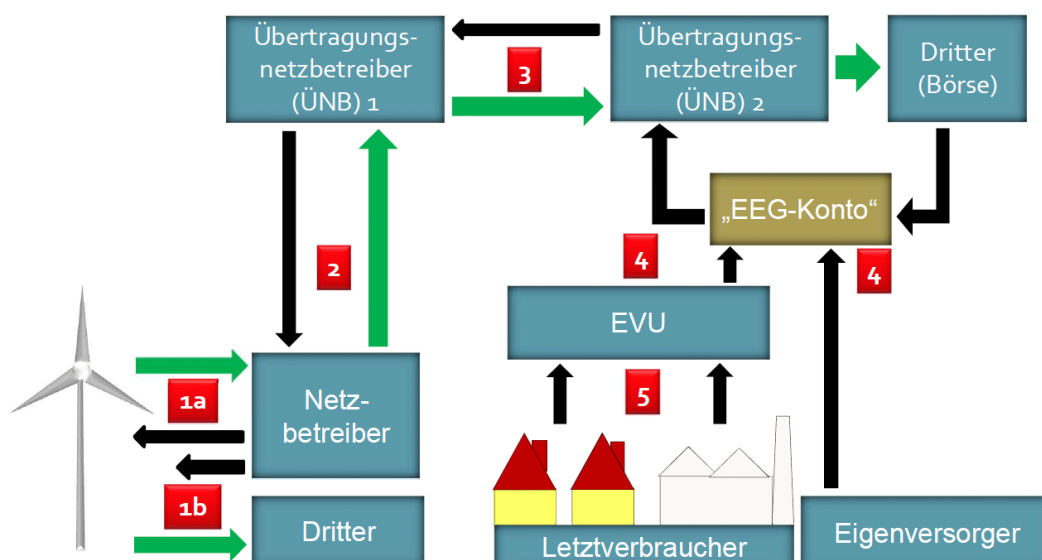 Übertragungs-
netzbetreiber
(ÜNB) 1
3
Übertragungs-
netzbetreiber
(ÜNB) 2
Dritter
(Börse)
„EEG-Konto“
2
4
4
EVU
1a
Netz-
betreiber
5
1b
Dritter
Letztverbraucher
Eigenversorger